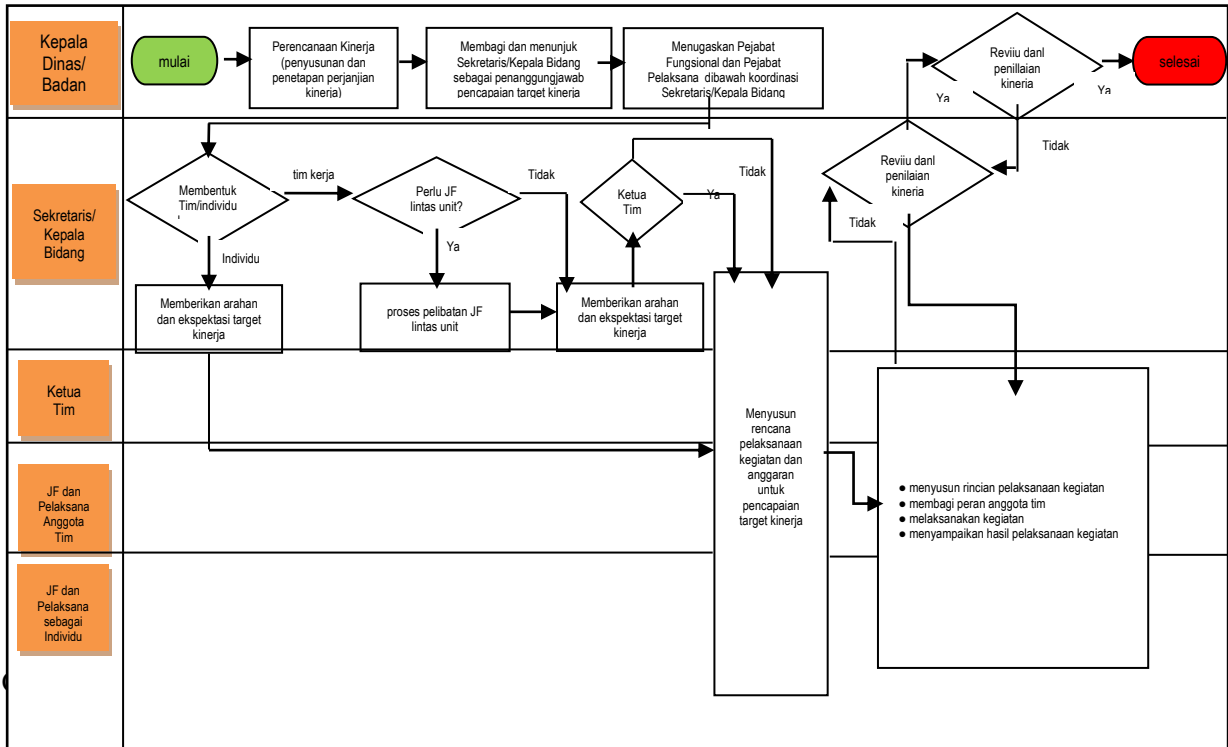 Kepala
Dinas/
Badan
mulai
Perencanaan Kinerja
(penyusunan dan
penetapan perjanjian
kinerja)
Membagi dan menunjuk
Sekretaris/Kepala Bidang
sebagai penanggungjawab
pencapaian target kinerja
Menugaskan Pejabat
Fungsional dan Pejabat
Pelaksana dibawah koordinasi
Sekretaris/Kepala Bidang
Reviiu danl
penillaian
kineria
Ya
Ya
selesai
Tidak
Sekretaris/
Kepala
Bidang
Membentuk
Tim/individu
tim kerja
Individu
Perlu JF
lintas unit?
Tidak
Ya
Ketua
Tim
Ya
Tidak
Reviiu danl
penilaian
kineria
Tidak
Memberikan arahan
dan ekspektasi target
kinerja
proses pelibatan JF
lintas unit
Memberikan arahan
dan ekspektasi target
kinerja
Ketua
Tim
Menyusun
rencana
pelaksanaan
kegiatan dan
anggaran
untuk
pencapaian
target kinerja
JF dan
Pelaksana
Anggota
Tim
● menyusun rincian pelaksanaan kegiatan
● membagi peran anggota tim
● melaksanakan kegiatan
● menyampaikan hasil pelaksanaan kegiatan
JF dan
Pelaksana
sebagai
Individu